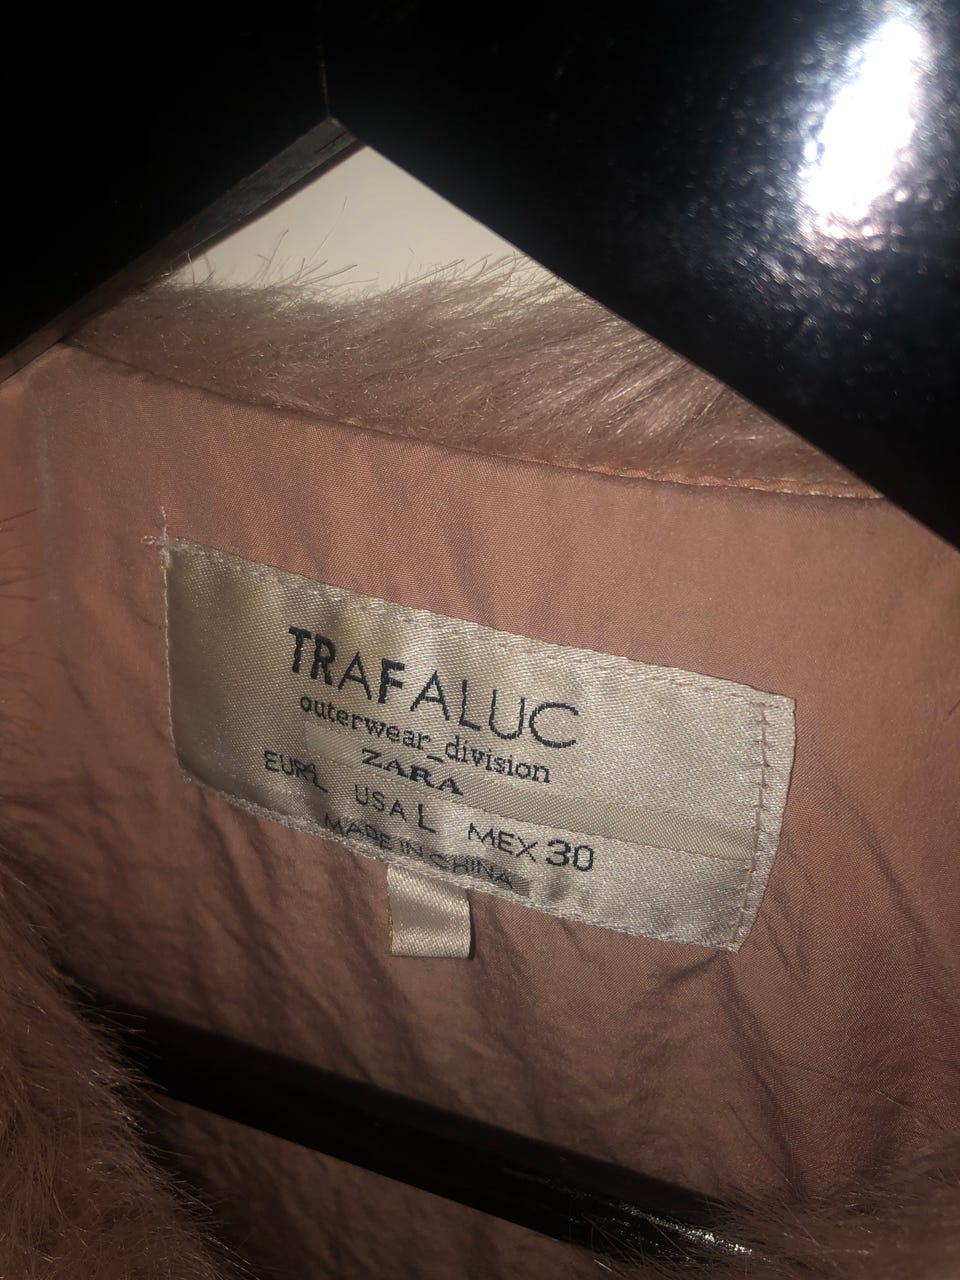 TRAFALUC
outerwear_division
ZARA
EUR L USA L MEX 30
MADE IN CHINA